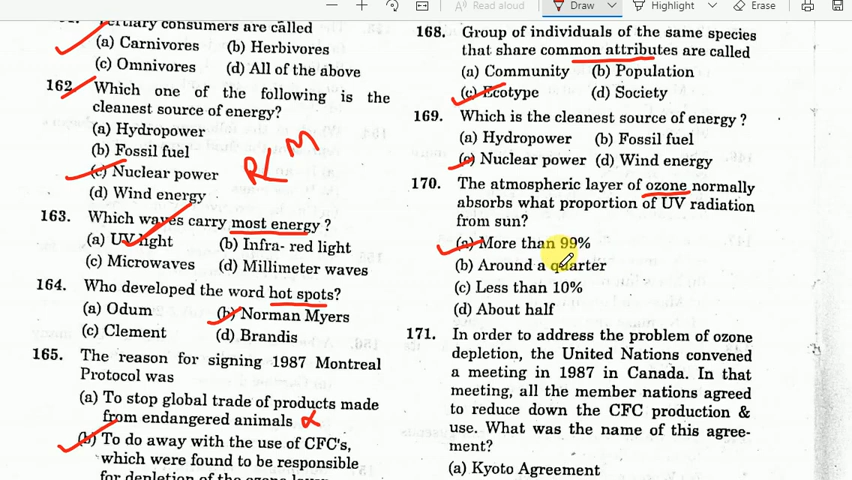 Read aloud
Draw
Highlight
Erase
Tertiary consumers are called
(a) Carnivores (b) Herbivores
(c) Omnivores (d) All of the above
162. Which one of the following is the
cleanest source of energy?
(a) Hydropower
(b) Fossil fuel
(c) Nuclear power
(d) Wind energy
R/M
163. Which waves carry most energy ?
(a) UV light (b) Infra- red light
(c) Microwaves (d) Millimeter waves
164. Who developed the word hot spots?
(a) Odum (b) Norman Myers
(c) Clement (d) Brandis
165. The reason for signing 1987 Montreal
Protocol was
(a) To stop global trade of products made
from endangered animals
(b) To do away with the use of CFC's,
which were found to be responsible
for depletion of the ozone layer
168. Group of individuals of the same species
that share common attributes are called
(a) Community (b) Population
(c) Ecotype (d) Society
169. Which is the cleanest source of energy ?
(a) Hydropower (b) Fossil fuel
(c) Nuclear power (d) Wind energy
170. The atmospheric layer of ozone normally
absorbs what proportion of UV radiation
from sun?
(a) More than 99%
(b) Around a quarter
(c) Less than 10%
(d) About half
171. In order to address the problem of ozone
depletion, the United Nations convened
a meeting in 1987 in Canada. In that
meeting, all the member nations agreed
to reduce down the CFC production &
use. What was the name of this agree-
ment?
(a) Kyoto Agreement